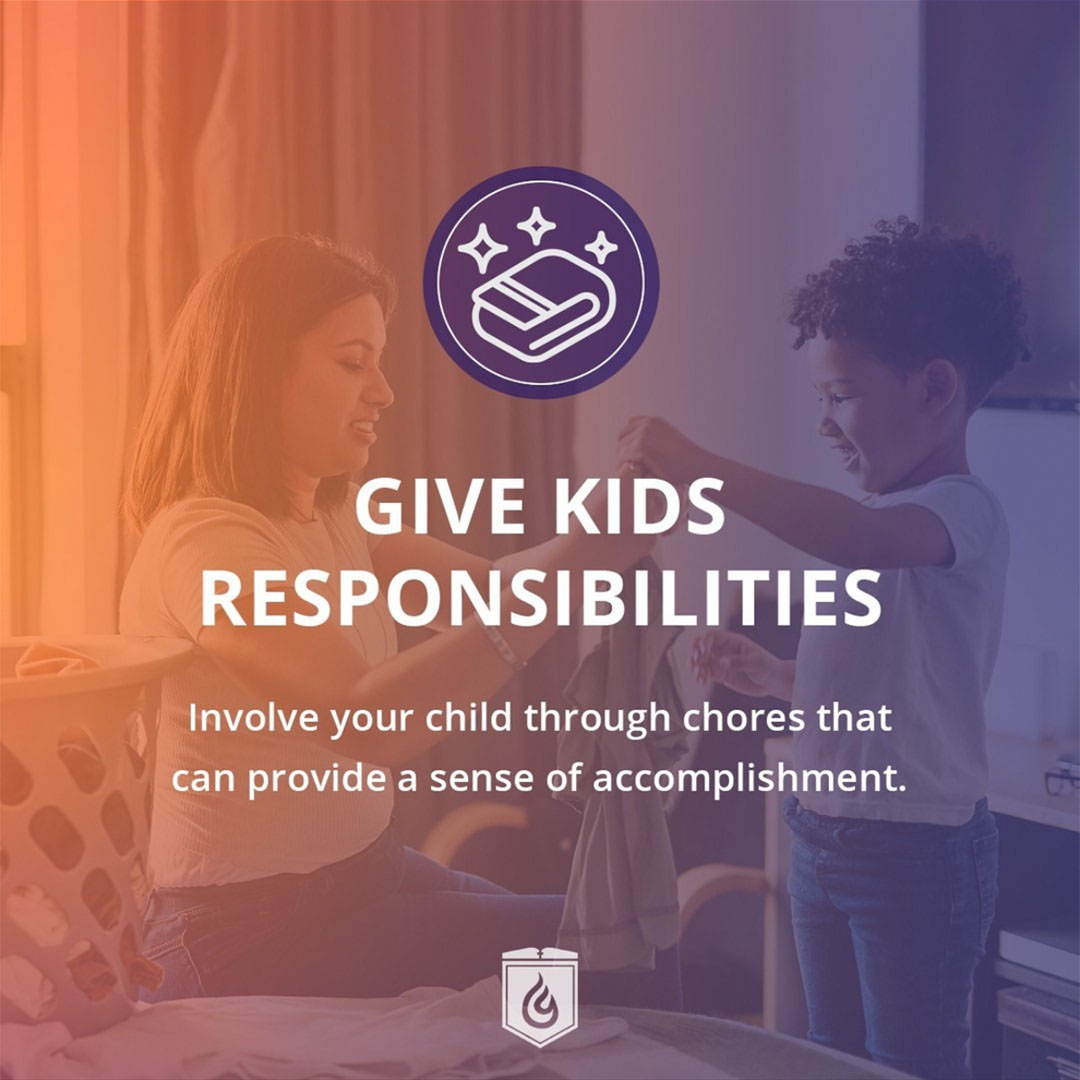 GIVE KIDS
RESPONSIBILITIES
Involve your child through chores that
can provide a sense of accomplishment.